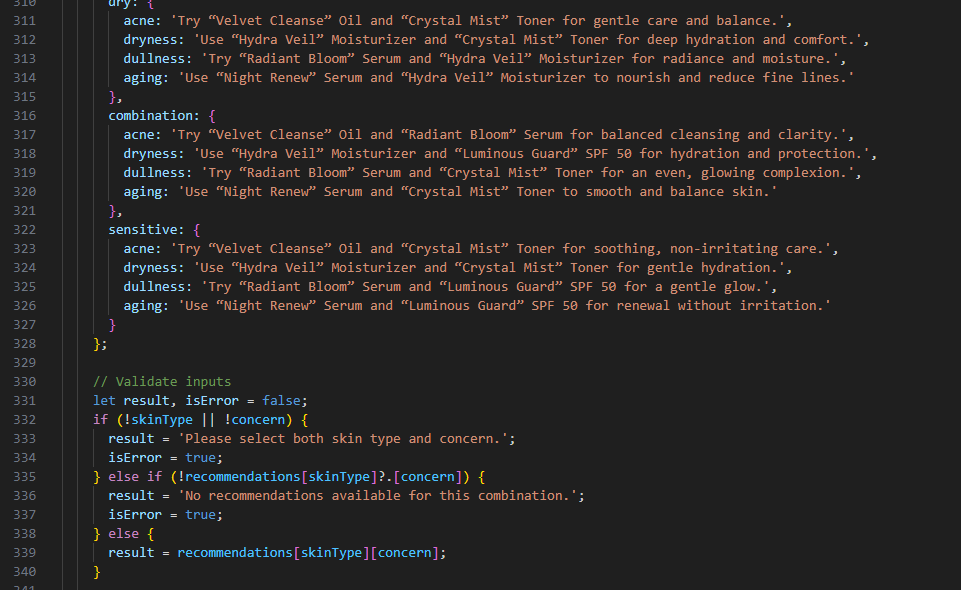 310 dry: {
311 acne: 'Try “Velvet Cleanse” Oil and “Crystal Mist” Toner for gentle care and balance.',
312 dryness: 'Use “Hydra Veil” Moisturizer and “Crystal Mist” Toner for deep hydration and comfort.',
313 dullness: 'Try “Radiant Bloom” Serum and “Hydra Veil” Moisturizer for radiance and moisture.',
314 aging: 'Use “Night Renew” Serum and “Hydra Veil” Moisturizer to nourish and reduce fine lines.'
315 },
316 combination: {
317 acne: 'Try “Velvet Cleanse” Oil and “Radiant Bloom” Serum for balanced cleansing and clarity.',
318 dryness: 'Use “Hydra Veil” Moisturizer and “Luminous Guard” SPF 50 for hydration and protection.',
319 dullness: 'Try “Radiant Bloom” Serum and “Crystal Mist” Toner for an even, glowing complexion.',
320 aging: 'Use “Night Renew” Serum and “Crystal Mist” Toner to smooth and balance skin.'
321 },
322 sensitive: {
323 acne: 'Try “Velvet Cleanse” Oil and “Crystal Mist” Toner for soothing, non-irritating care.',
324 dryness: 'Use “Hydra Veil” Moisturizer and “Crystal Mist” Toner for gentle hydration.',
325 dullness: 'Try “Radiant Bloom” Serum and “Luminous Guard” SPF 50 for a gentle glow.',
326 aging: 'Use “Night Renew” Serum and “Luminous Guard” SPF 50 for renewal without irritation.'
327 }
328 };
329
330 // Validate inputs
331 let result, isError = false;
332 if (!skinType || !concern) {
333 result = 'Please select both skin type and concern.';
334 isError = true;
335 } else if (!recommendations[skinType]?.[concern]) {
336 result = 'No recommendations available for this combination.';
337 isError = true;
338 } else {
339 result = recommendations[skinType][concern];
340 }
341